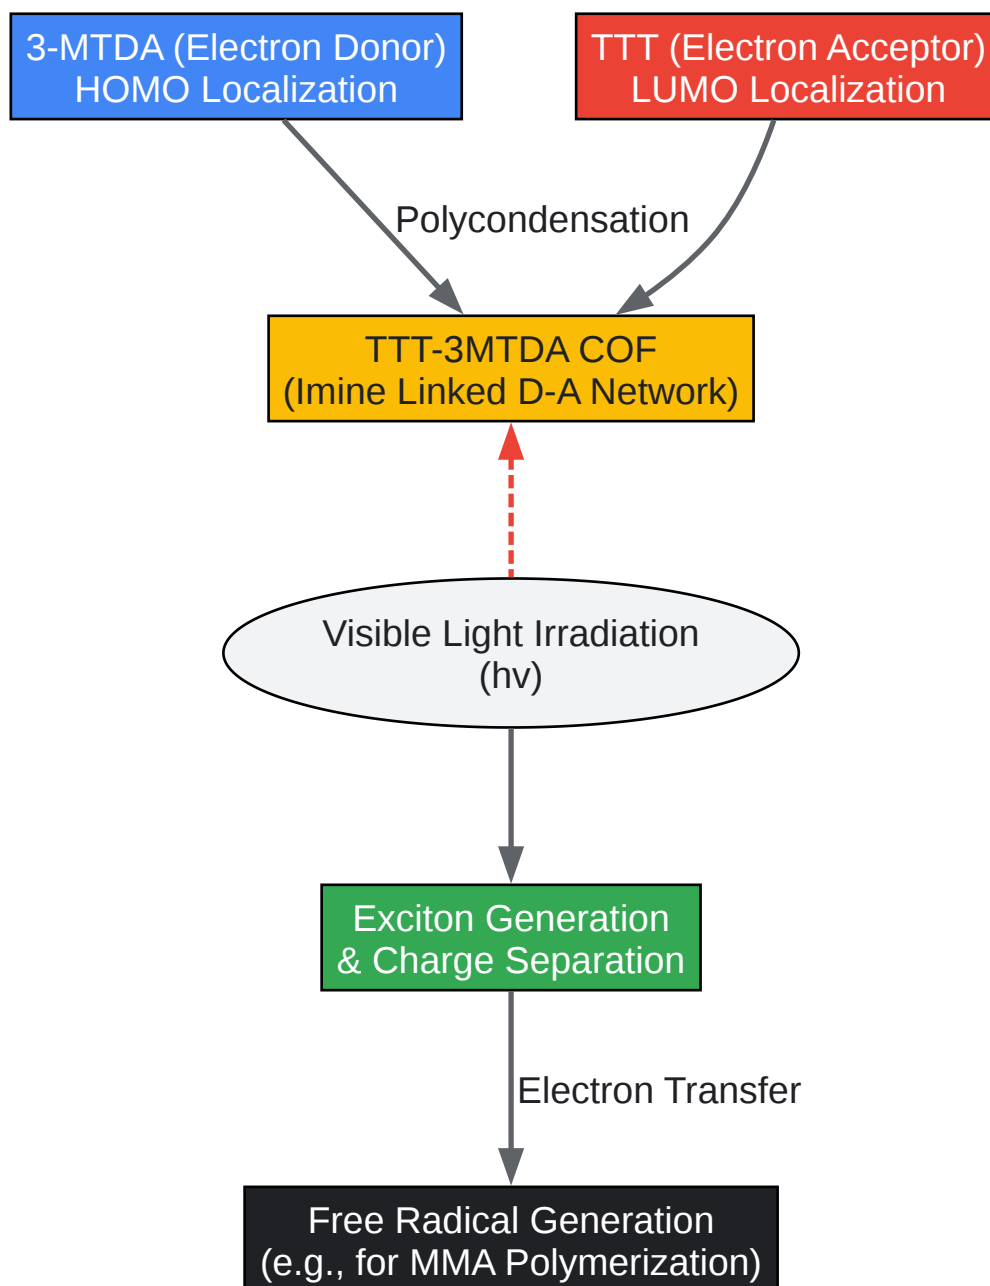 3-MTDA (Electron Donor)
HOMO Localization
TTT (Electron Acceptor)
LUMO Localization
Polycondensation
TTT-3MTDA COF
(Imine Linked D-A Network)
Visible Light Irradiation
(hv)
Exciton Generation
& Charge Separation
Electron Transfer
Free Radical Generation
(e.g., for MMA Polymerization)